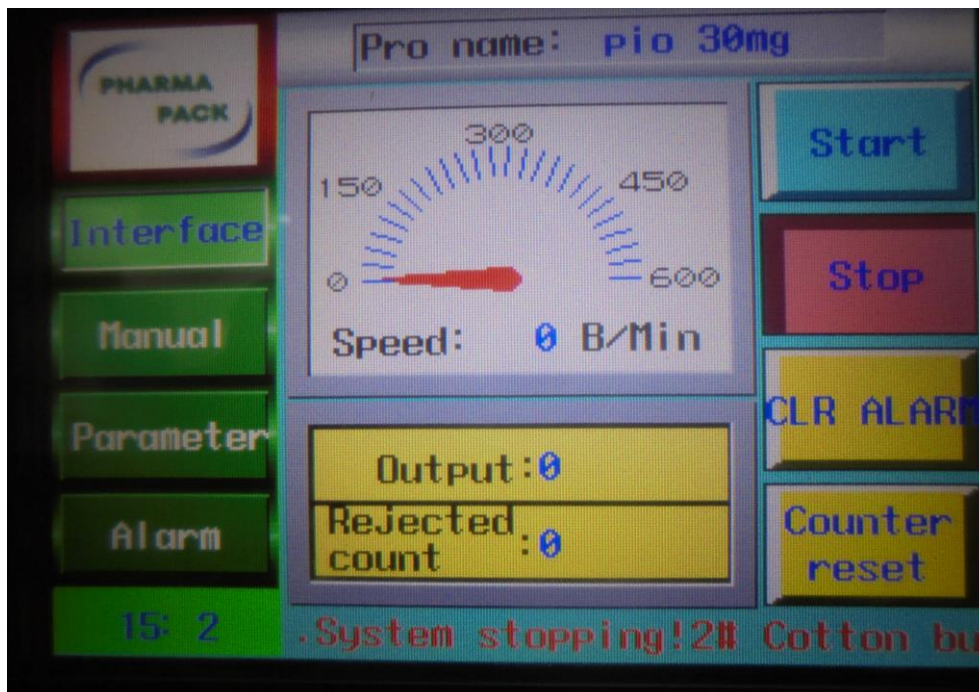 PHARMA
PACK
Pro name: pio 30mg
Interface
Manual
Parameter
Alarm
15: 2
300
150
450
0
600
Speed: 0 B/Min
Output:0
Rejected
count :0
Start
Stop
CLR ALARM
Counter
reset
.System stopping!2# Cotton bu